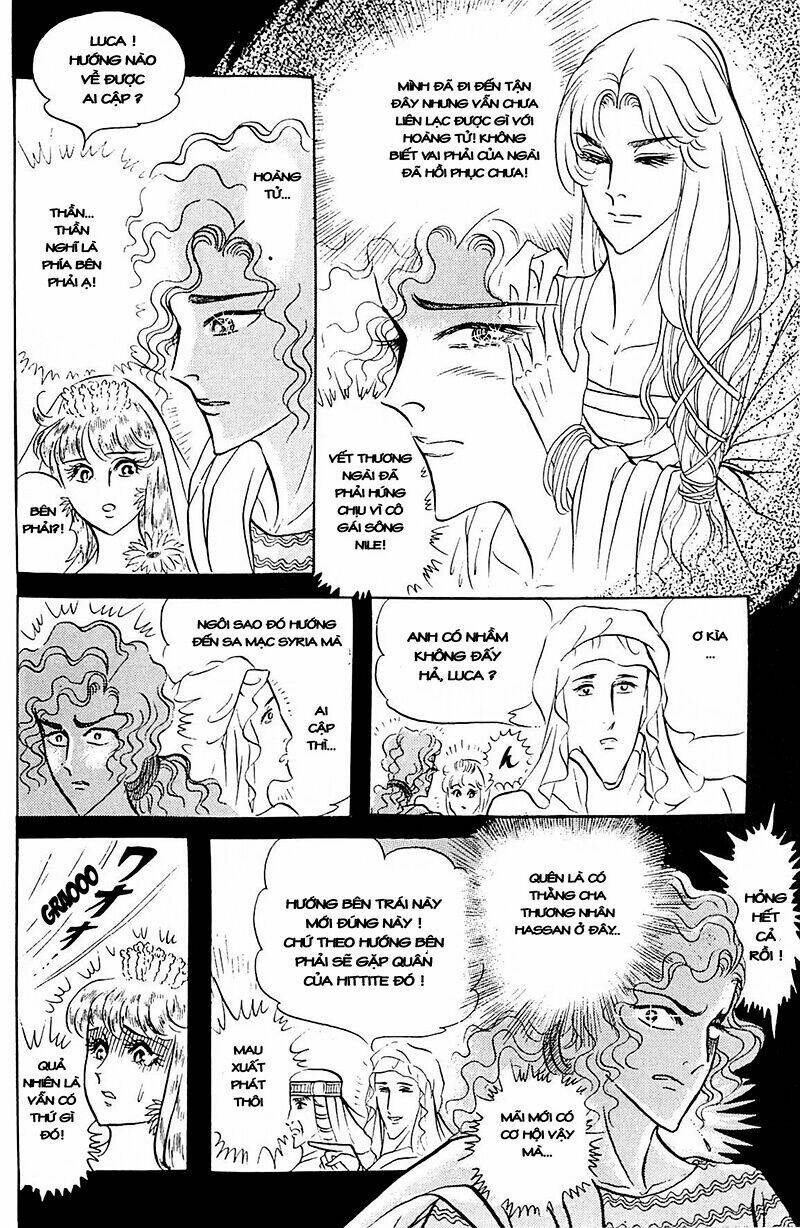 LUCA !
HƯỚNG NÀO
VỀ ĐƯỢC
AI CẬP ?
THẦN...
THẦN
NGHĨ LÀ
PHÍA BÊN
PHẢI Ạ!
BÊN
PHẢI?!
HOÀNG
TỬ...
MÌNH ĐÃ ĐI ĐẾN TẬN
ĐÂY NHƯNG VẪN CHƯA
LIÊN LẠC ĐƯỢC GÌ VỚI
HOÀNG TỬ! KHÔNG
BIẾT VAI PHẢI CỦA NGÀI
ĐÃ HỒI PHỤC CHƯA!
VẾT THƯƠNG
NGÀI ĐÃ
PHẢI HỨNG
CHỊU VÌ CÔ
GÁI SÔNG
NILE!
NGÔI SAO ĐÓ HƯỚNG
ĐẾN SA MẠC SYRIA MÀ
AI
CẬP
THÌ...
ANH CÓ NHẦM
KHÔNG ĐẤY
HẢ, LUCA ?
Ơ KÌA
...
ん
GRAOOO
ワオオ
QUẢ
NHIÊN LÀ
VẪN CÓ
THỨ GÌ
ĐÓ!
HƯỚNG BÊN TRÁI NÀY
MỚI ĐÚNG NÀY !
CHỨ THEO HƯỚNG BÊN
PHẢI SẼ GẶP QUÂN
CỦA HITTITE ĐÓ !
MAU
XUẤT
PHÁT
THÔI
QUÊN LÀ CÓ
THẰNG CHA
THƯƠNG NHÂN
HASSAN Ở ĐÂY..
HỎNG
HẾT
CẢ
RỒI !
MÃI MỚI CÓ
CƠ HỘI VẬY
MÀ...